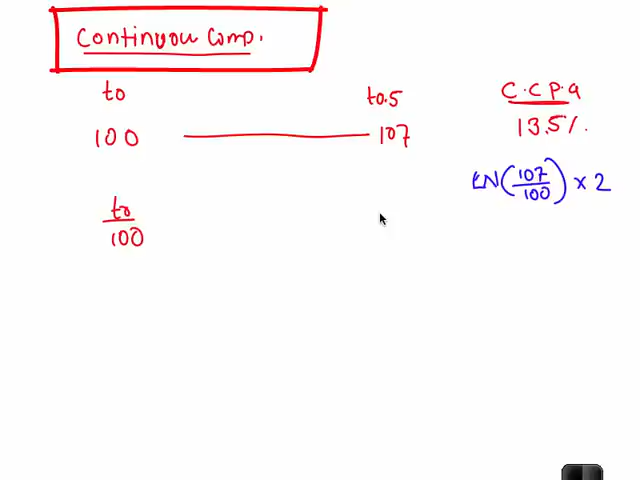 Continuou Comp.
to to.5 C.C.P.a
100 107 13.5%.
LN(107/100) × 2
to
100